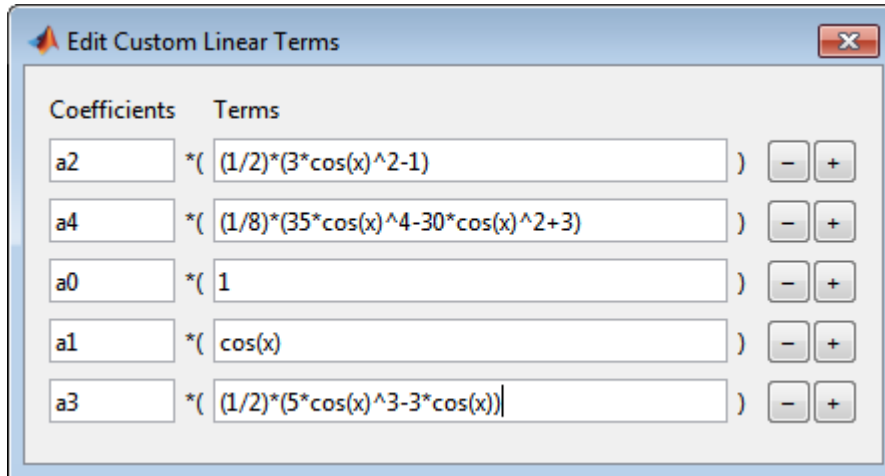 Edit Custom Linear Terms
Coefficients Terms
a2 *( (1/2)*(3*cos(x)^2-1) ) − +
a4 *( (1/8)*(35*cos(x)^4-30*cos(x)^2+3) ) − +
a0 *( 1 ) − +
a1 *( cos(x) ) − +
a3 *( (1/2)*(5*cos(x)^3-3*cos(x)) ) − +